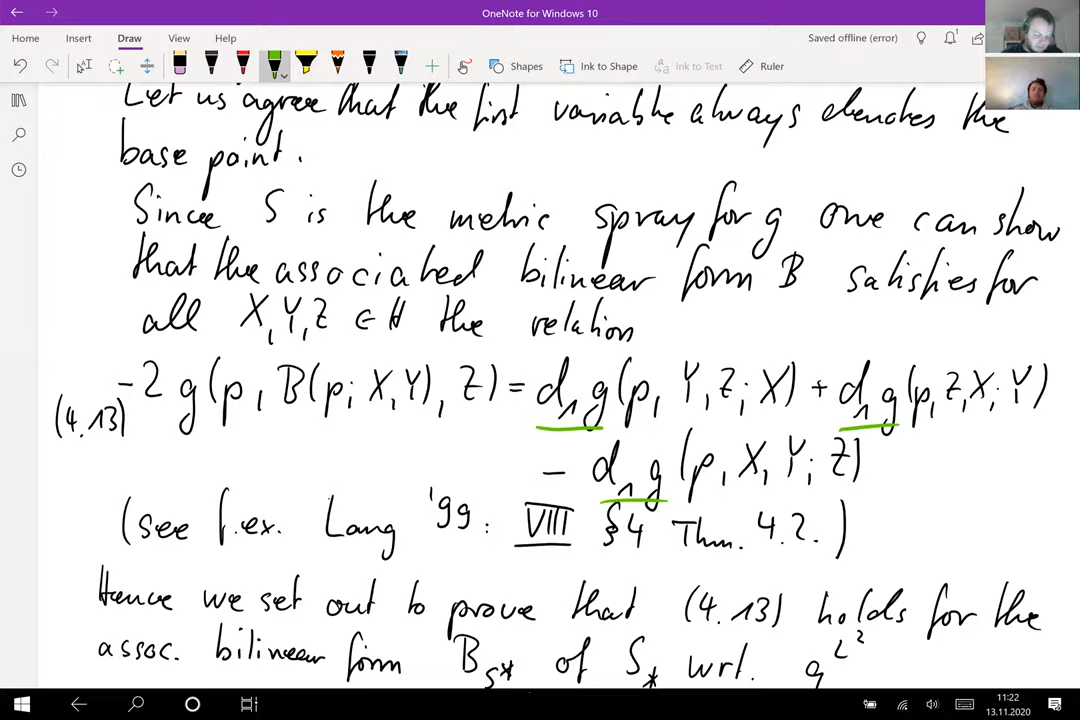 OneNote for Windows 10
Home Insert Draw View Help Saved offline (error)
Shapes Ink to Shape Ink to Text Ruler
Let us agree that the first variable always denotes the
base point.
Since S is the metric spray for g one can show
that the associated bilinear form B satisfies for
all X,Y,Z ∈ H the relation
-2 g(p, B(p; X,Y), Z) = d₁g(p, Y,Z; X) + d₁g(p,Z,X; Y)
(4.13)
- d₁g(p, X, Y; Z)
(see f.ex. Lang '99: VIII §4 Thm. 4.2.)
Hence we set out to prove that (4.13) holds for the
assoc. bilinear form B_{S*} of S_* wrt. g^{L²}
11:22
13.11.2020